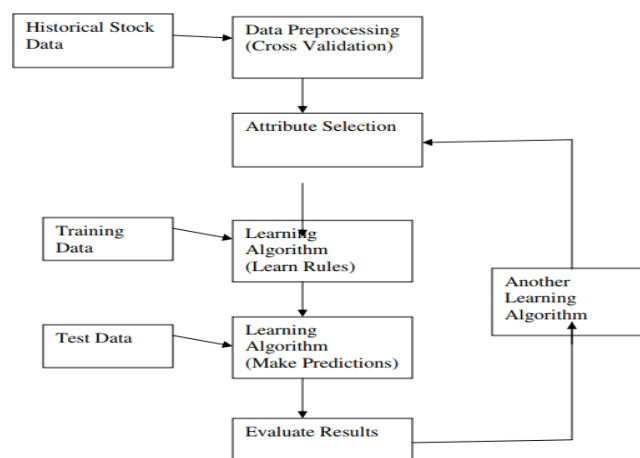 Historical Stock
Data
Data Preprocessing
(Cross Validation)
Attribute Selection
Training
Data
Learning
Algorithm
(Learn Rules)
Another
Learning
Algorithm
Test Data
Learning
Algorithm
(Make Predictions)
Evaluate Results